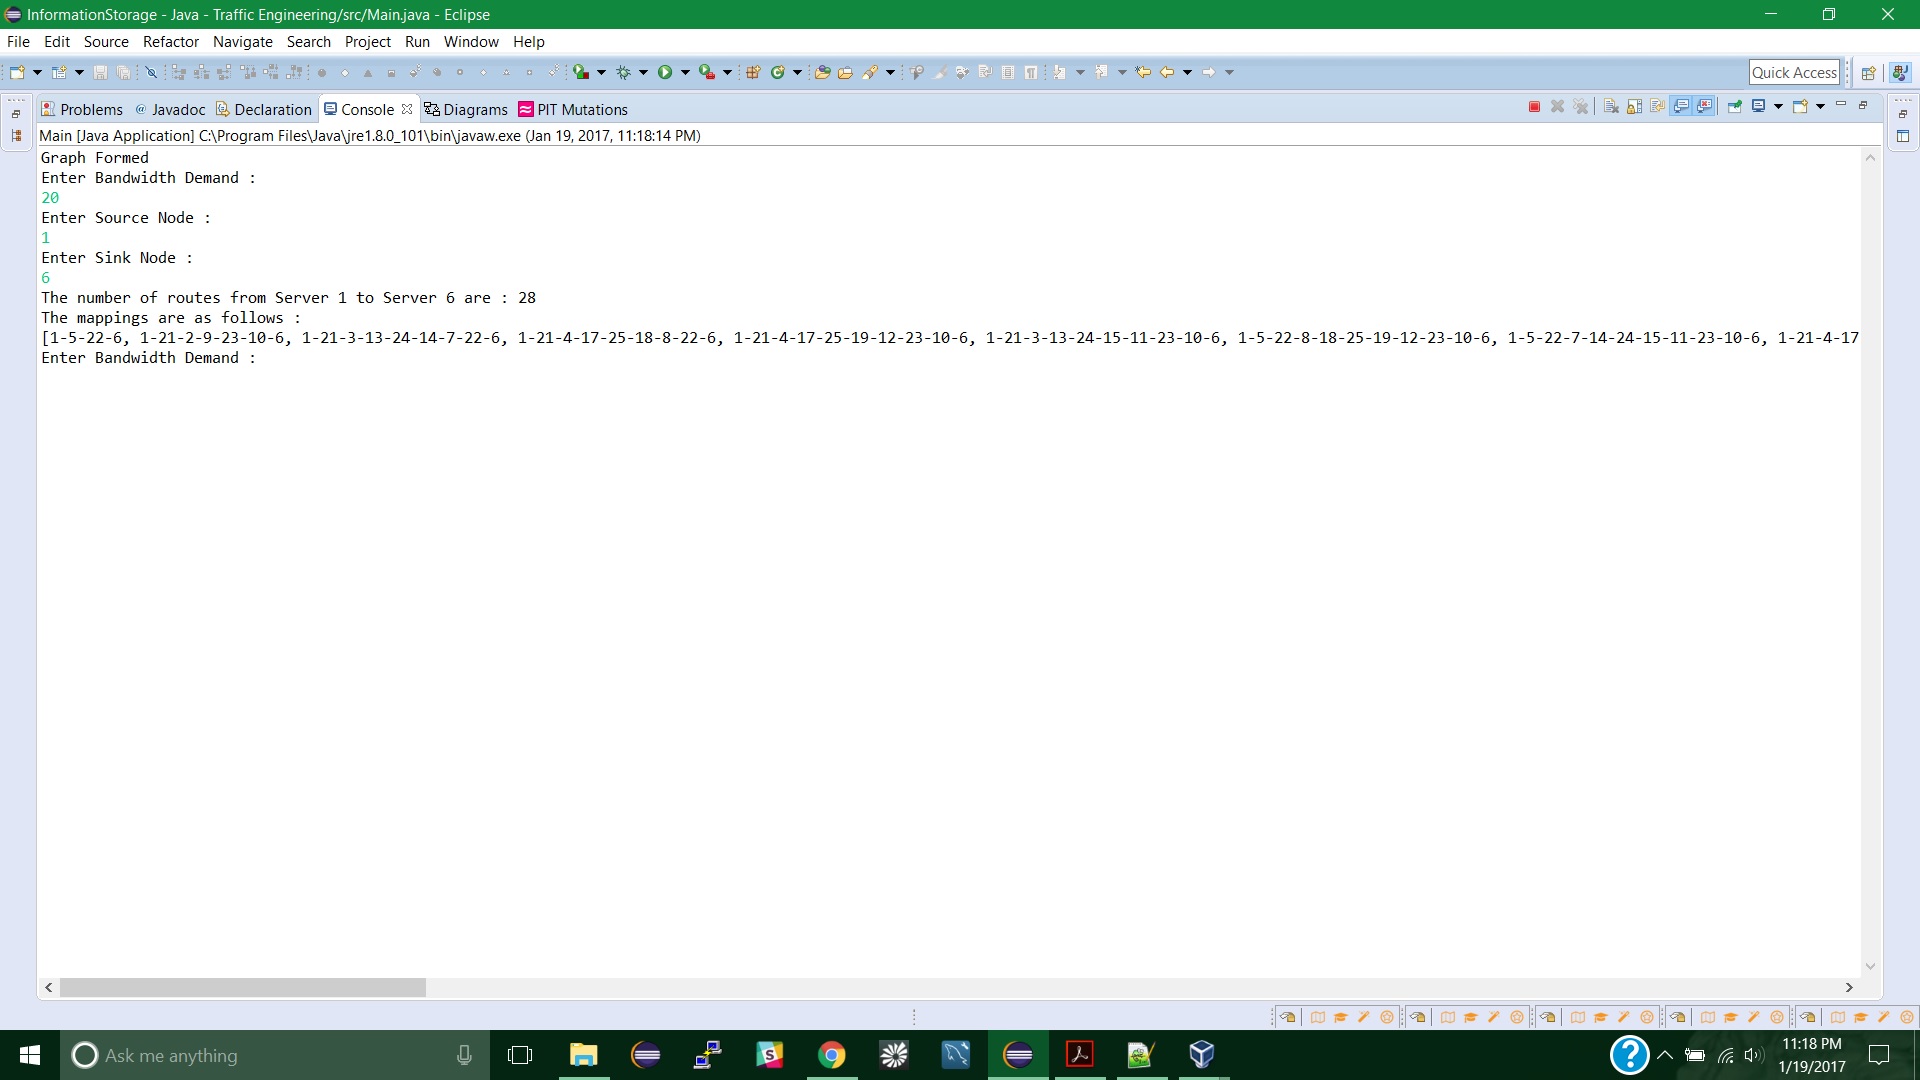 InformationStorage - Java - Traffic Engineering/src/Main.java - Eclipse
File Edit Source Refactor Navigate Search Project Run Window Help
Quick Access
Problems @ Javadoc Declaration Console Diagrams PIT Mutations
Main [Java Application] C:\Program Files\Java\jre1.8.0_101\bin\javaw.exe (Jan 19, 2017, 11:18:14 PM)
Graph Formed
Enter Bandwidth Demand :
20
Enter Source Node :
1
Enter Sink Node :
6
The number of routes from Server 1 to Server 6 are : 28
The mappings are as follows :
[1-5-22-6, 1-21-2-9-23-10-6, 1-21-3-13-24-14-7-22-6, 1-21-4-17-25-18-8-22-6, 1-21-4-17-25-19-12-23-10-6, 1-21-3-13-24-15-11-23-10-6, 1-5-22-8-18-25-19-12-23-10-6, 1-5-22-7-14-24-15-11-23-10-6, 1-21-4-17
Enter Bandwidth Demand :
Ask me anything
11:18 PM
1/19/2017